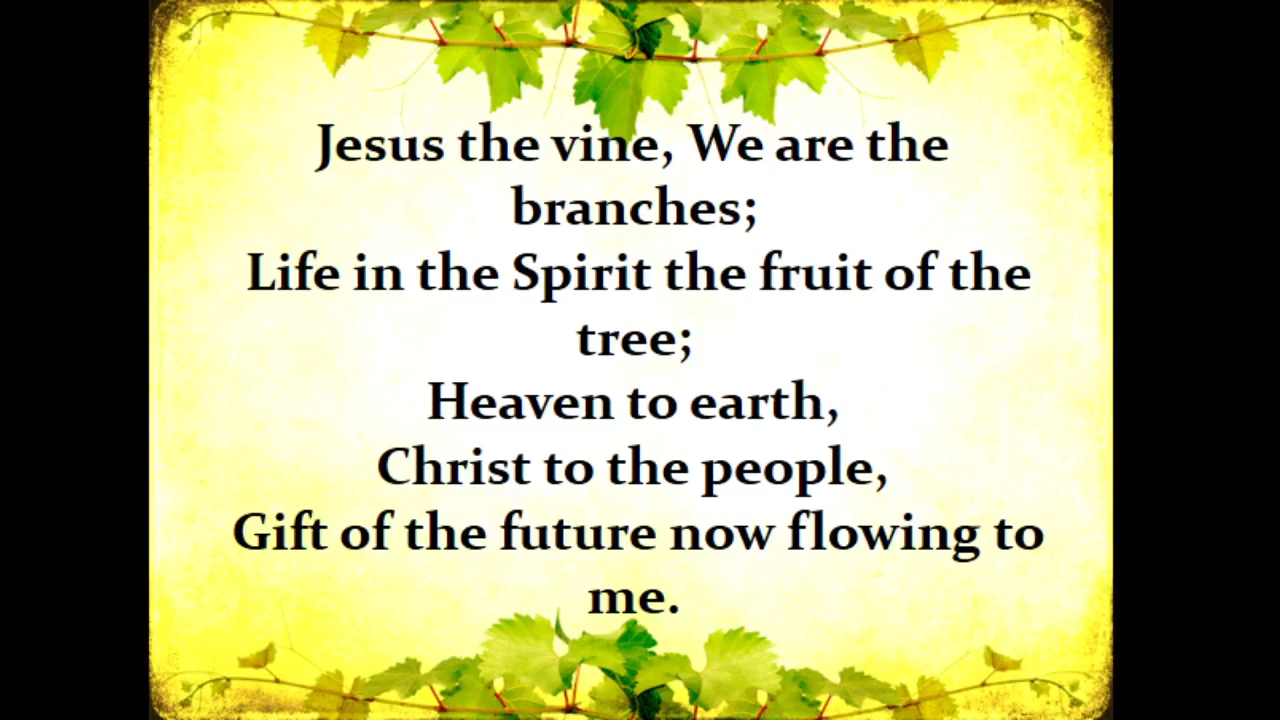 Jesus the vine, We are the
branches;
Life in the Spirit the fruit of the
tree;
Heaven to earth,
Christ to the people,
Gift of the future now flowing to
me.